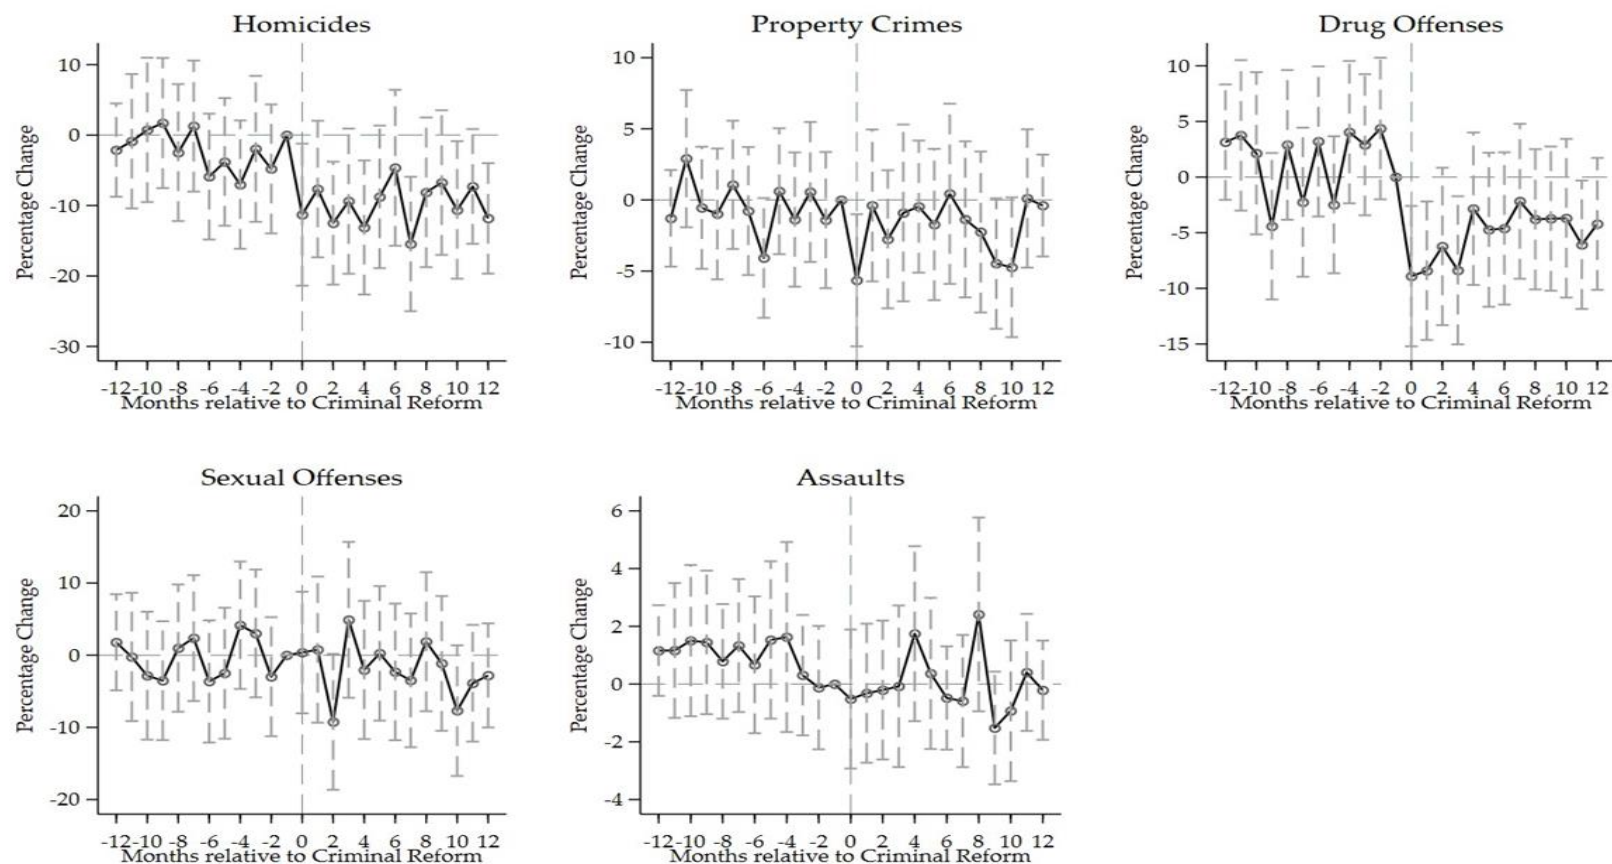 Homicides
Percentage Change
10
0
-10
-20
-30
-12 -10 -8 -6 -4 -2 0 2 4 6 8 10 12
Months relative to Criminal Reform
Property Crimes
Percentage Change
10
5
0
-5
-10
-12 -10 -8 -6 -4 -2 0 2 4 6 8 10 12
Months relative to Criminal Reform
Drug Offenses
Percentage Change
10
5
0
-5
-10
-15
-12 -10 -8 -6 -4 -2 0 2 4 6 8 10 12
Months relative to Criminal Reform
Sexual Offenses
Percentage Change
20
10
0
-10
-20
-12 -10 -8 -6 -4 -2 0 2 4 6 8 10 12
Months relative to Criminal Reform
Assaults
Percentage Change
6
4
2
0
-2
-4
-12 -10 -8 -6 -4 -2 0 2 4 6 8 10 12
Months relative to Criminal Reform